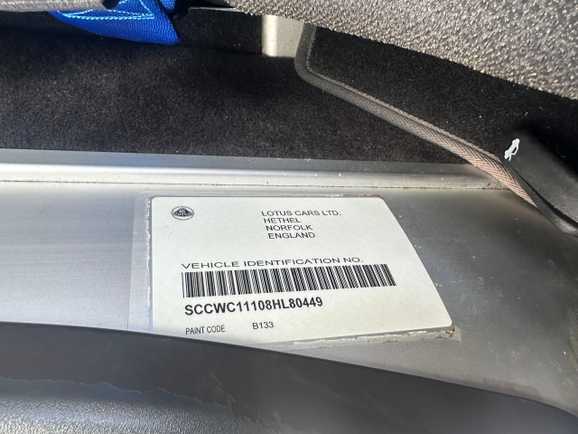 LOTUS CARS LTD.
HETHEL
NORFOLK
ENGLAND
VEHICLE IDENTIFICATION NO.
SCCWC11108HL80449
PAINT CODE B133